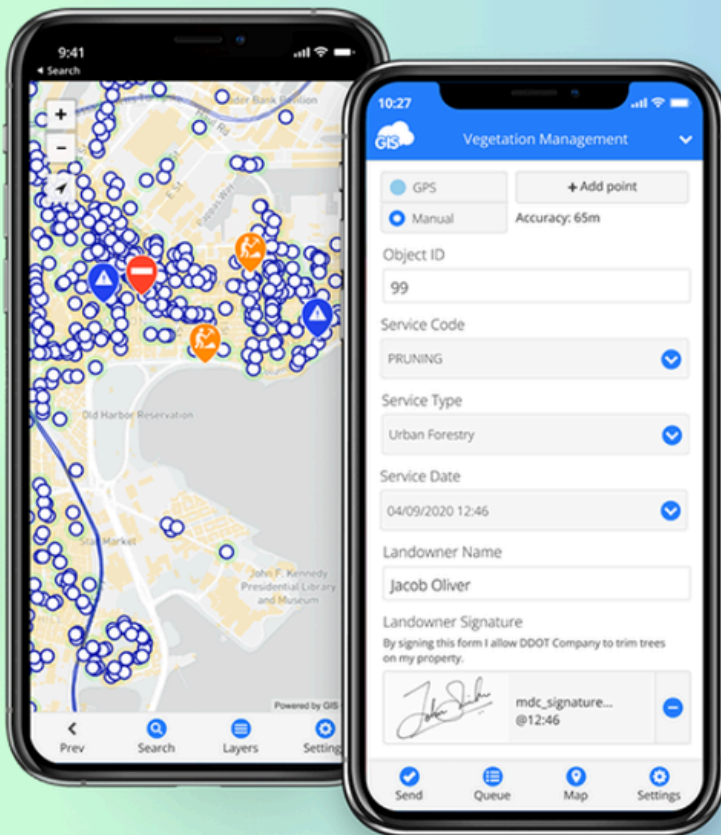 9:41
Search
+
−
Old Harbor Reservation
Star Market
John F. Kennedy
Presidential Library
and Museum
Powered by GIS
Prev
Search
Layers
Setting
10:27
GIS
Vegetation Management
GPS
+ Add point
Manual
Accuracy: 65m
Object ID
99
Service Code
PRUNING
Service Type
Urban Forestry
Service Date
04/09/2020 12:46
Landowner Name
Jacob Oliver
Landowner Signature
By signing this form I allow DDOT Company to trim trees
on my property.
mdc_signature...
@12:46
Send
Queue
Map
Settings